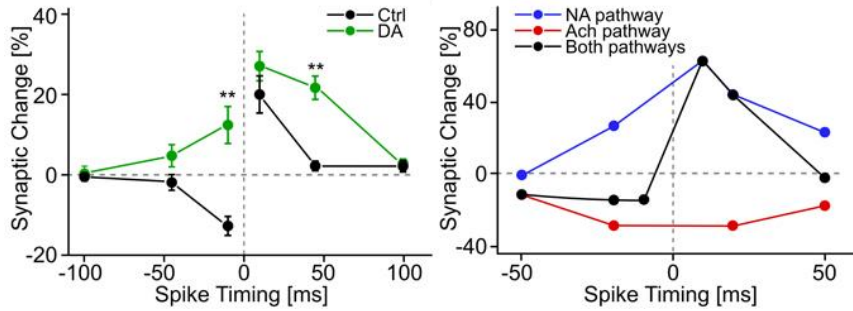 Synaptic Change [%]
40
20
0
-20
Ctrl
DA
**
**
-100
-50
0
50
100
Spike Timing [ms]
Synaptic Change [%]
80
40
0
-40
NA pathway
Ach pathway
Both pathways
-50
0
50
Spike Timing [ms]